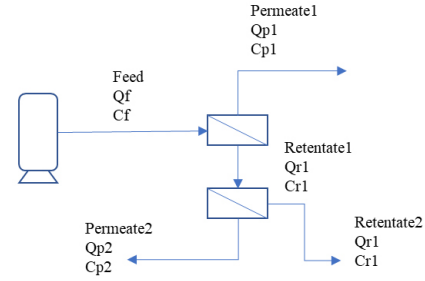 Permeate1
Qp1
Cp1
Feed
Qf
Cf
Retentate1
Qr1
Cr1
Permeate2
Qp2
Cp2
Retentate2
Qr1
Cr1